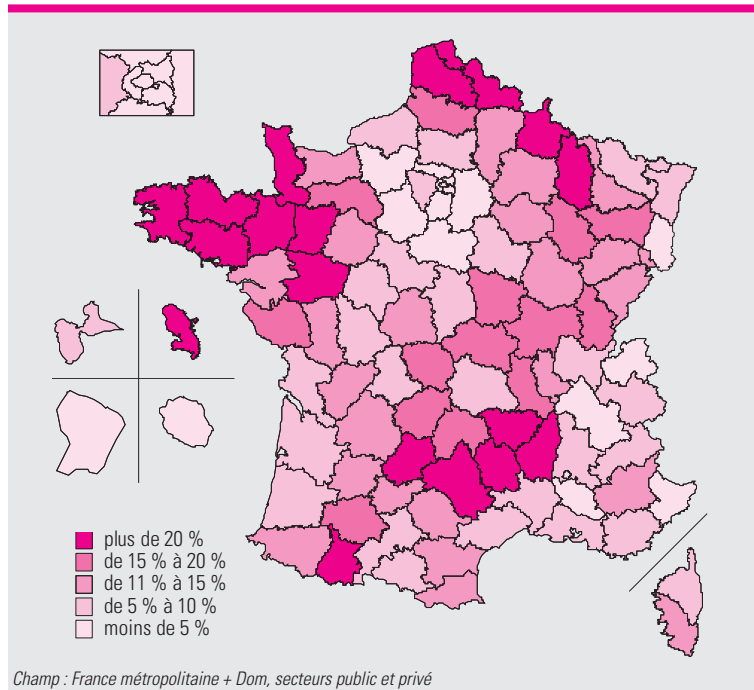 plus de 20 %
de 15 % à 20 %
de 11 % à 15 %
de 5 % à 10 %
moins de 5 %
Champ : France métropolitaine + Dom, secteurs public et privé